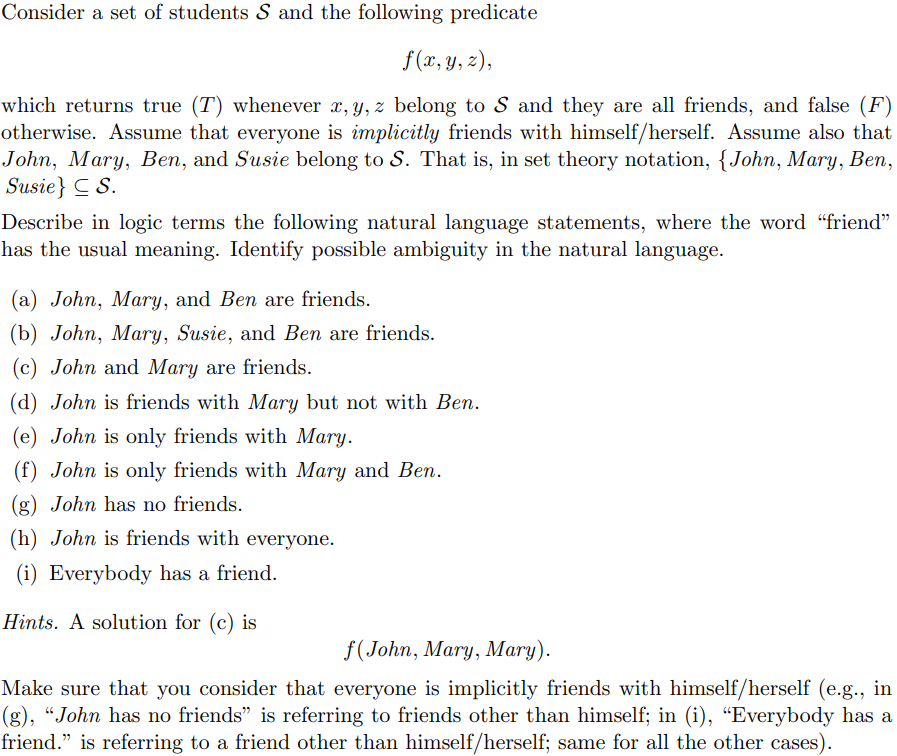 Consider a set of students 𝒮 and the following predicate
f(x, y, z),
which returns true (T) whenever x, y, z belong to 𝒮 and they are all friends, and false (F)
otherwise. Assume that everyone is implicitly friends with himself/herself. Assume also that
John, Mary, Ben, and Susie belong to 𝒮. That is, in set theory notation, {John, Mary, Ben,
Susie} ⊆ 𝒮.
Describe in logic terms the following natural language statements, where the word “friend”
has the usual meaning. Identify possible ambiguity in the natural language.
(a) John, Mary, and Ben are friends.
(b) John, Mary, Susie, and Ben are friends.
(c) John and Mary are friends.
(d) John is friends with Mary but not with Ben.
(e) John is only friends with Mary.
(f) John is only friends with Mary and Ben.
(g) John has no friends.
(h) John is friends with everyone.
(i) Everybody has a friend.
Hints. A solution for (c) is
f(John, Mary, Mary).
Make sure that you consider that everyone is implicitly friends with himself/herself (e.g., in
(g), “John has no friends” is referring to friends other than himself; in (i), “Everybody has a
friend.” is referring to a friend other than himself/herself; same for all the other cases).